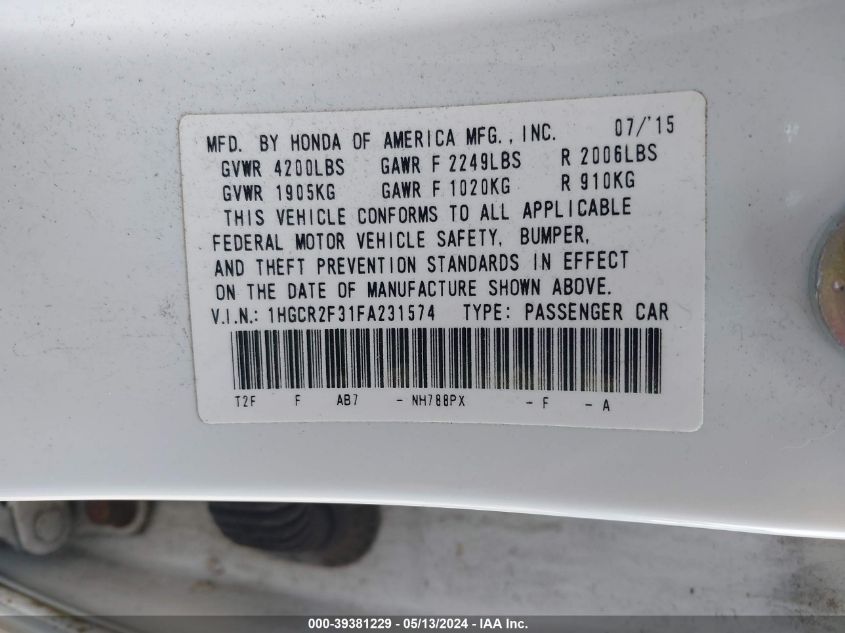 MFD. BY HONDA OF AMERICA MFG., INC. 07/'15
GVWR 4200LBS GAWR F 2249LBS R 2006LBS
GVWR 1905KG GAWR F 1020KG R 910KG
THIS VEHICLE CONFORMS TO ALL APPLICABLE
FEDERAL MOTOR VEHICLE SAFETY, BUMPER,
AND THEFT PREVENTION STANDARDS IN EFFECT
ON THE DATE OF MANUFACTURE SHOWN ABOVE.
V.I.N.: 1HGCR2F31FA231574 TYPE: PASSENGER CAR
T2F F AB7 - NH788PX - F - A
000-39381229 - 05/13/2024 - IAA Inc.